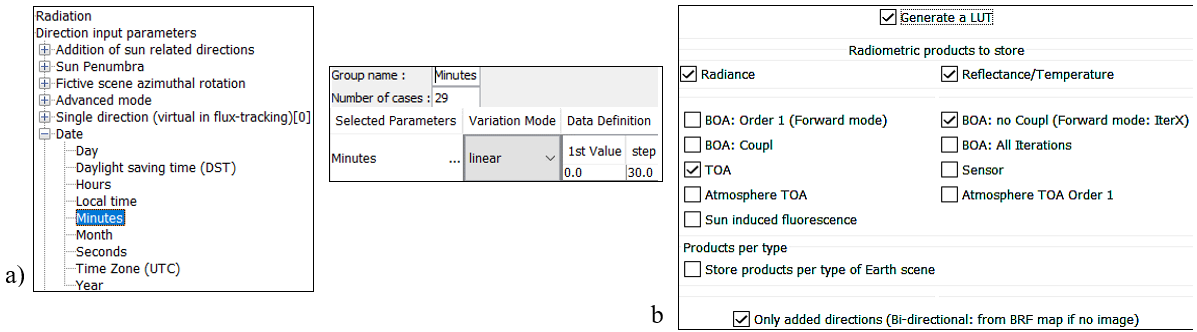 Radiation
Direction input parameters
Addition of sun related directions
Sun Penumbra
Fictive scene azimuthal rotation
Advanced mode
Single direction (virtual in flux-tracking)[0]
Date
Day
Daylight saving time (DST)
Hours
Local time
Minutes
Month
Seconds
Time Zone (UTC)
Year
a)
Group name : Minutes
Number of cases : 29
Selected Parameters Variation Mode Data Definition
1st Value step
Minutes ... linear
0.0 30.0
Generate a LUT
Radiometric products to store
Radiance Reflectance/Temperature
BOA: Order 1 (Forward mode) BOA: no Coupl (Forward mode: IterX)
BOA: Coupl BOA: All Iterations
TOA Sensor
Atmosphere TOA Atmosphere TOA Order 1
Sun induced fluorescence
Products per type
Store products per type of Earth scene
Only added directions (Bi-directional: from BRF map if no image)
b